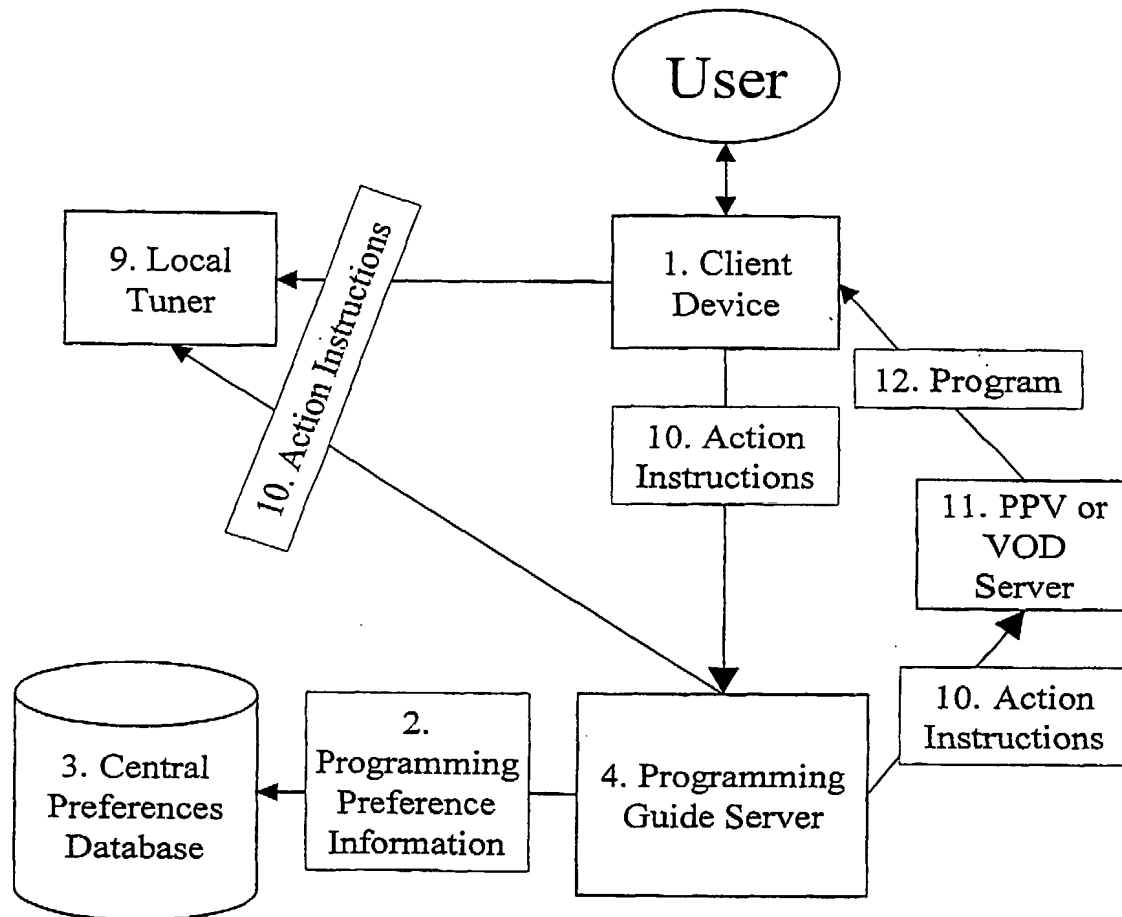 User
9. Local
Tuner
10. Action Instructions
1. Client
Device
12. Program
10. Action
Instructions
11. PPV or
VOD
Server
3. Central
Preferences
Database
2.
Programming
Preference
Information
4. Programming
Guide Server
10. Action
Instructions